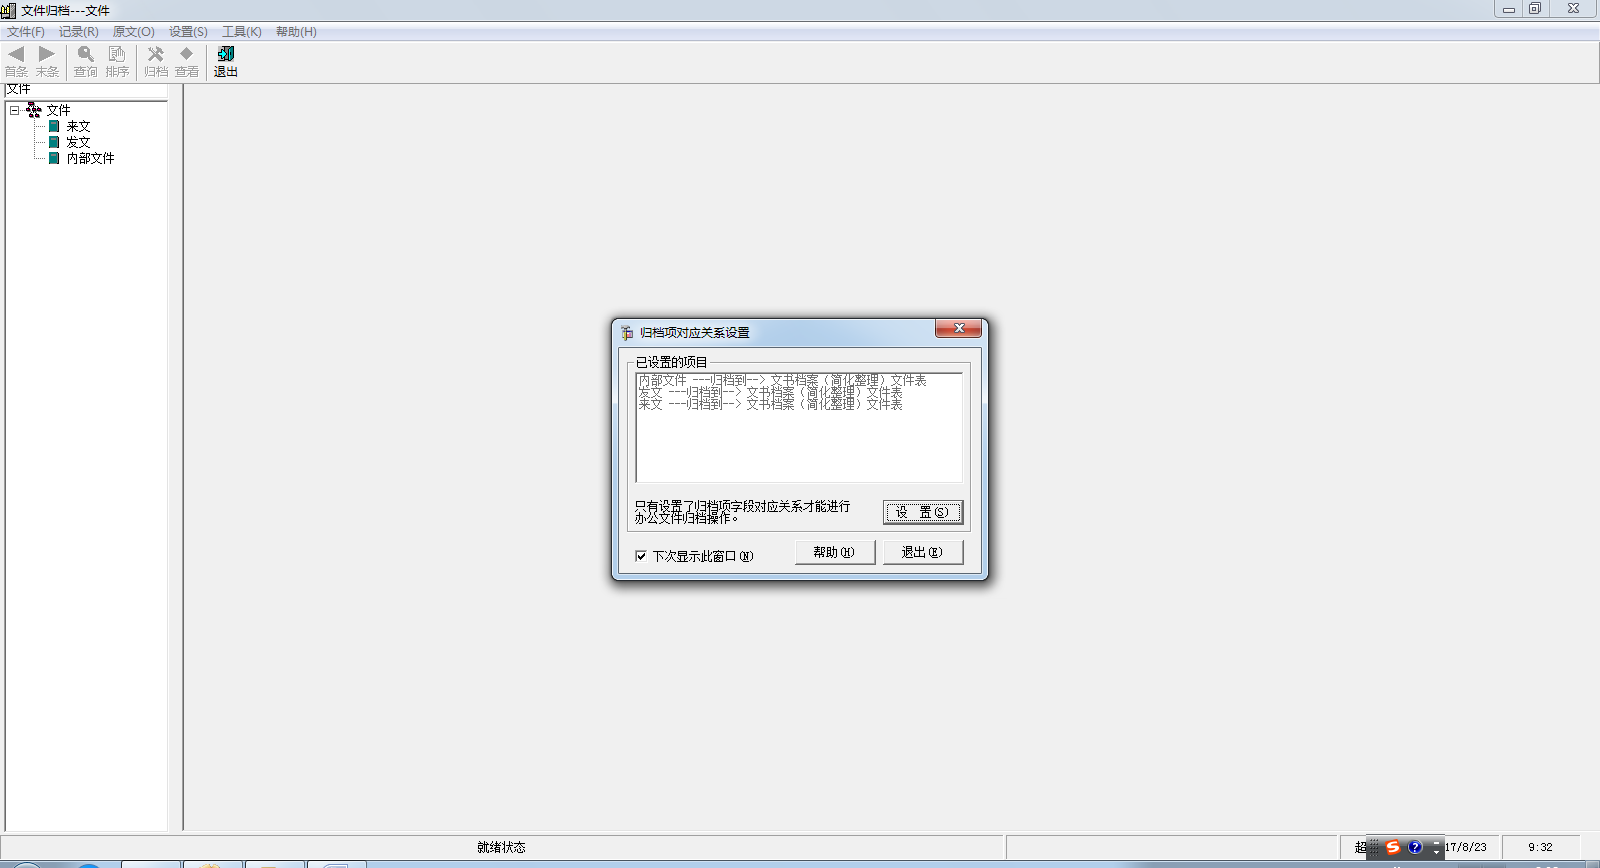 文件归档---文件
文件(F) 记录(R) 原文(O) 设置(S) 工具(K) 帮助(H)
首条 末条 查询 排序 归档 查看 退出
文件
文件
来文
发文
内部文件
归档项对应关系设置
已设置的项目
内部文件 ---归档到--> 文书档案（简化整理）文件表
发文 ---归档到--> 文书档案（简化整理）文件表
来文 ---归档到--> 文书档案（简化整理）文件表
只有设置了归档项字段对应关系才能进行
办公文件归档操作。
设 置(S)
下次显示此窗口(N)
帮助(H)
退出(E)
就绪状态
超
17/8/23
9:32